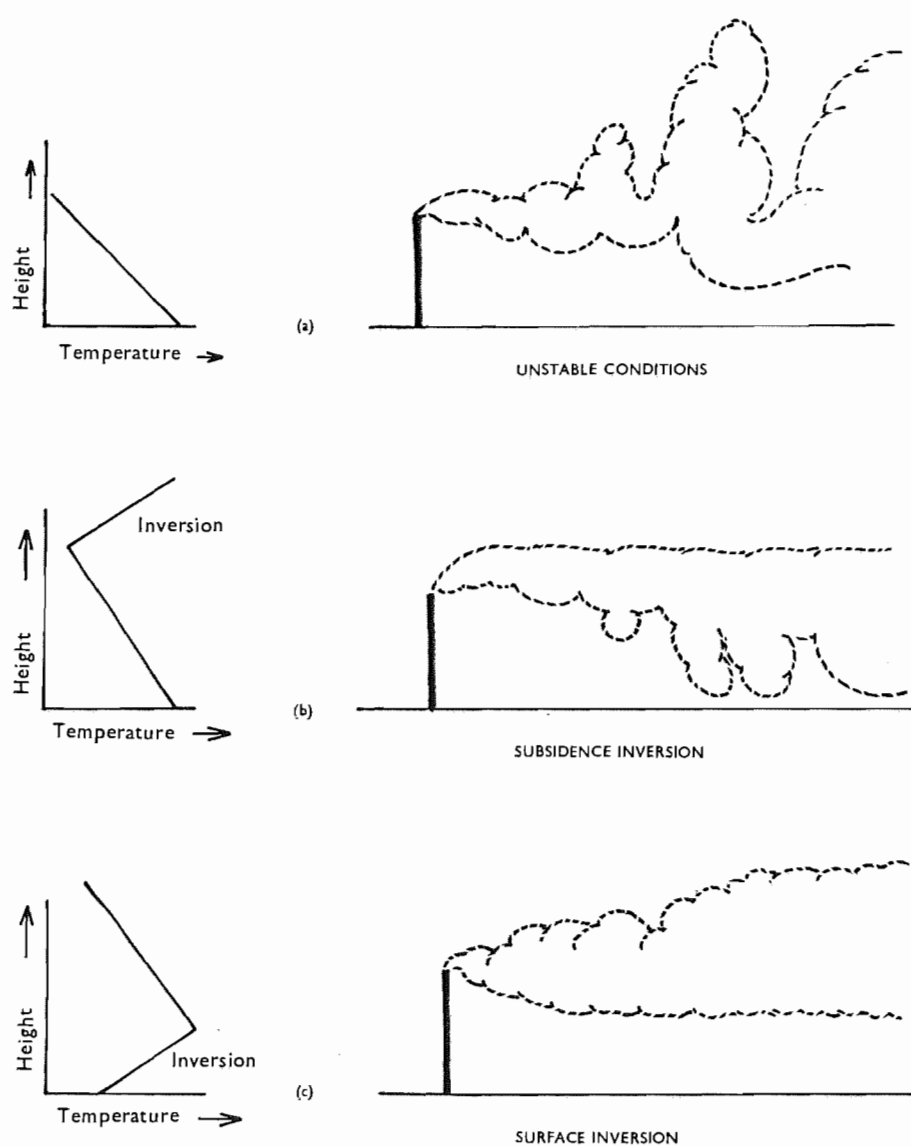 Height
Temperature
(a)
UNSTABLE CONDITIONS
Inversion
Height
Temperature
(b)
SUBSIDENCE INVERSION
Height
Inversion
Temperature
(c)
SURFACE INVERSION